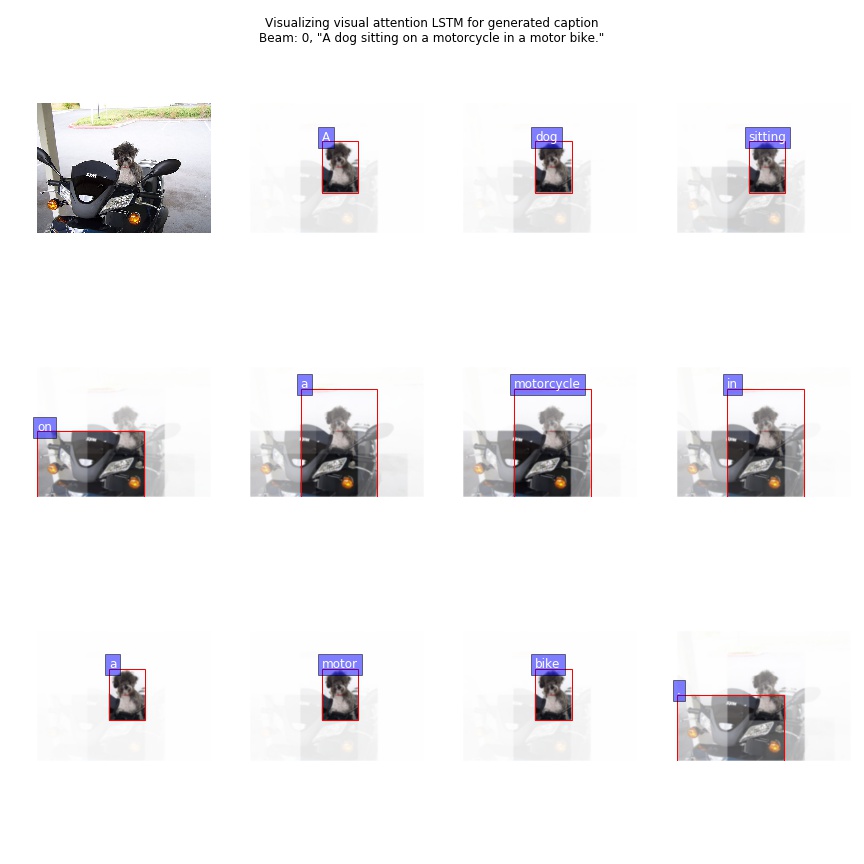 Visualizing visual attention LSTM for generated caption
Beam: 0, "A dog sitting on a motorcycle in a motor bike."
A
dog
sitting
on
a
motorcycle
in
a
motor
bike